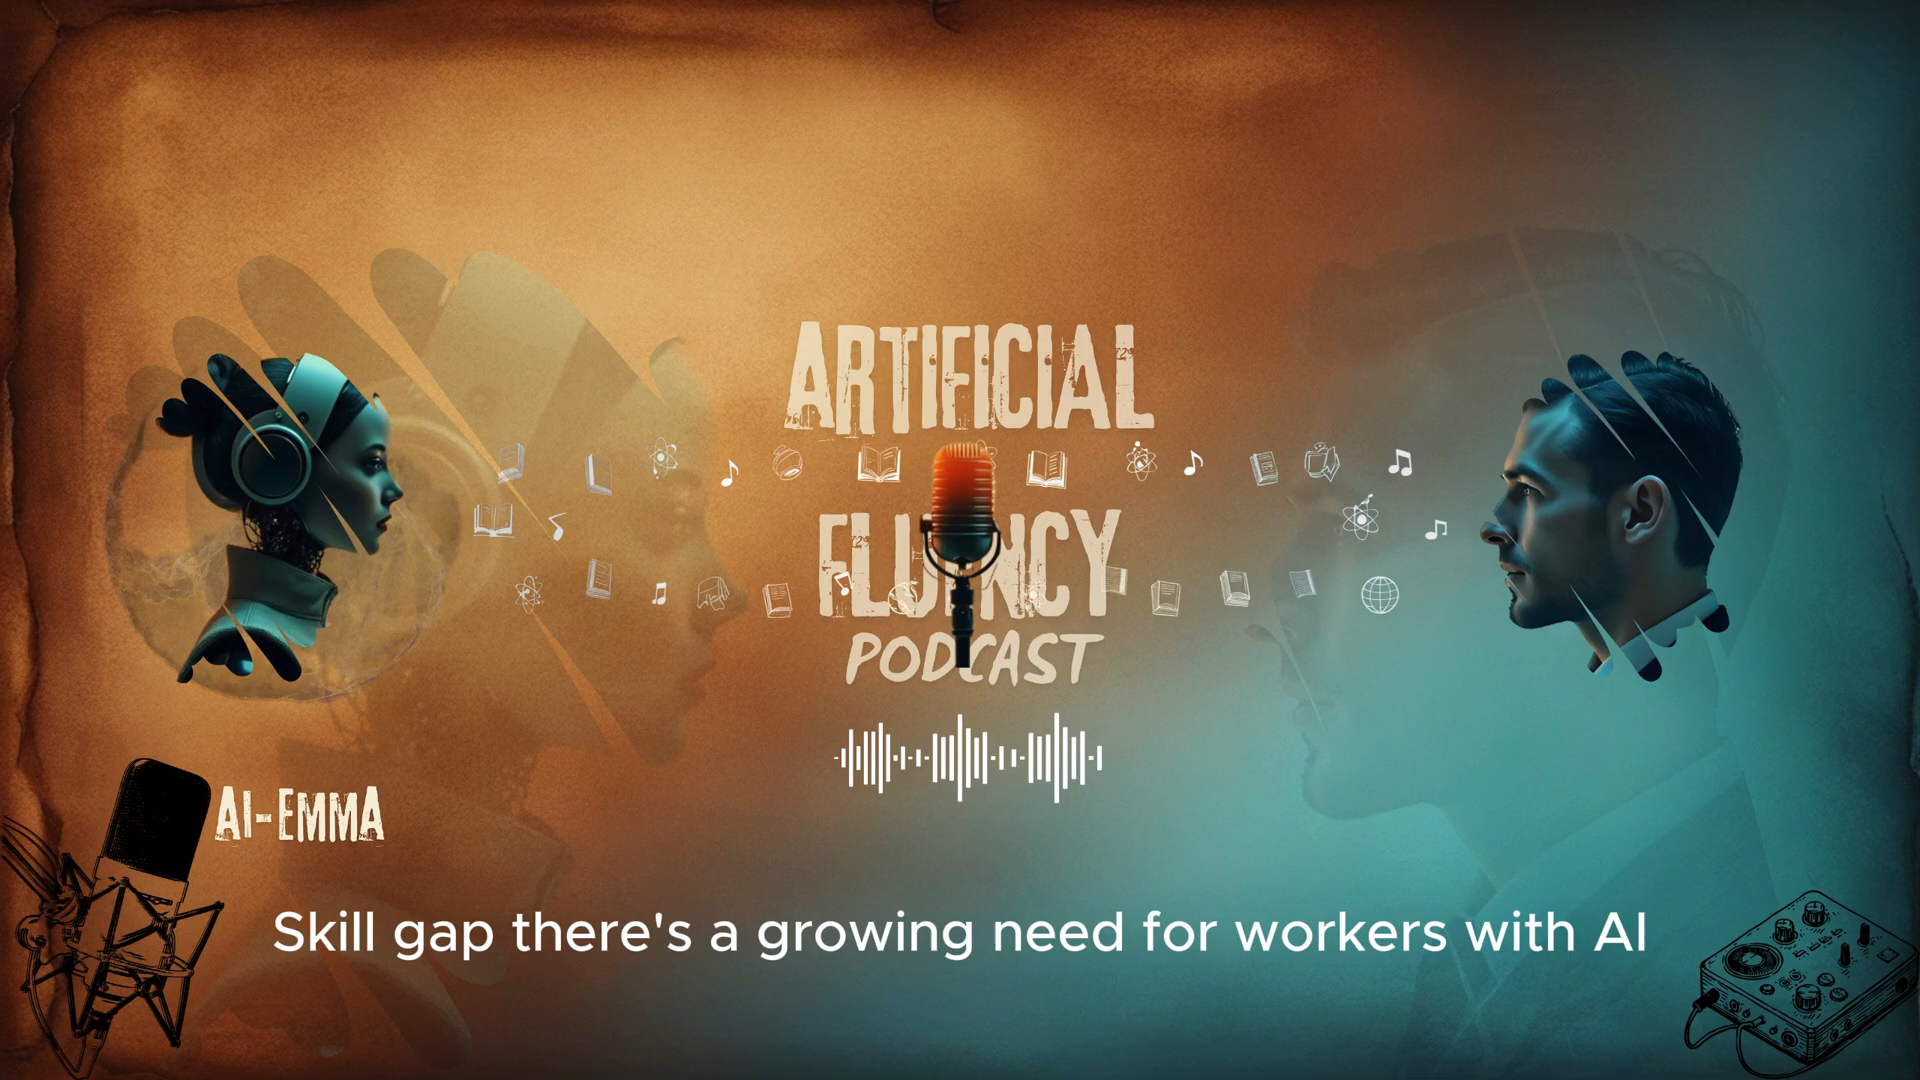 ARTIFICIAL
FLUENCY
PODCAST
AI-EMMA
Skill gap there's a growing need for workers with AI